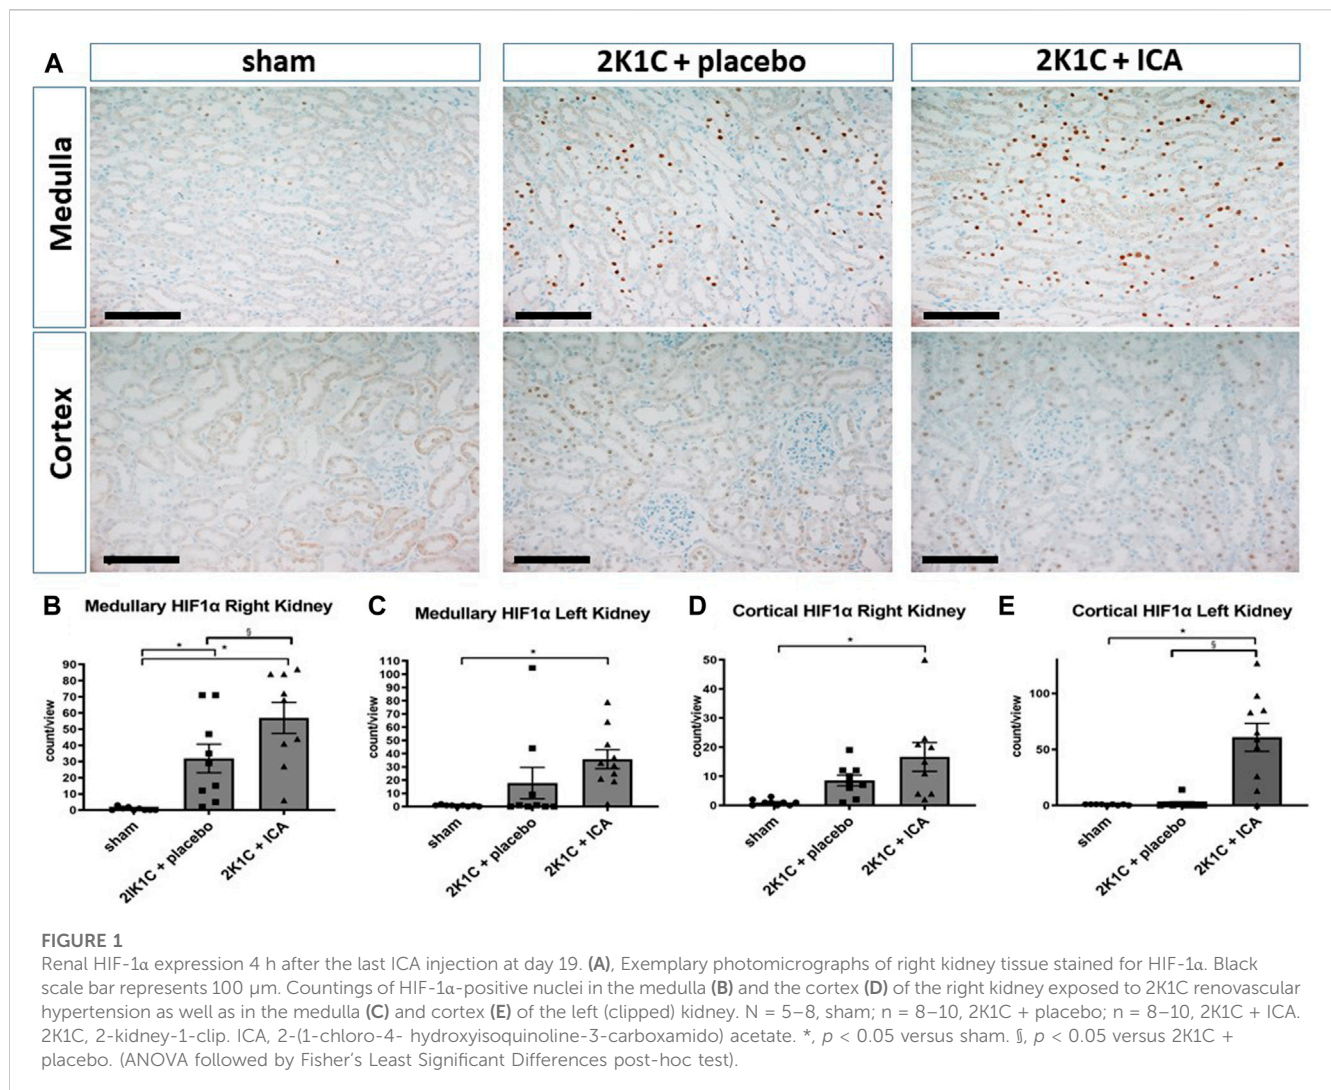 A
sham
2K1C + placebo
2K1C + ICA
Medulla
Cortex
B
Medullary HIF1α Right Kidney
*
§
*
count/view
90
80
70
60
50
40
30
20
10
0
sham
2IK1C + placebo
2K1C + ICA
C
Medullary HIF1α Left Kidney
*
count/view
110
100
90
80
70
60
50
40
30
20
10
0
sham
2K1C + placebo
2K1C + ICA
D
Cortical HIF1α Right Kidney
*
count/view
50
40
30
20
10
0
sham
2K1C + placebo
2K1C + ICA
E
Cortical HIF1α Left Kidney
*
§
count/view
100
50
0
sham
2K1C + placebo
2K1C + ICA
FIGURE 1
Renal HIF-1α expression 4 h after the last ICA injection at day 19. (A), Exemplary photomicrographs of right kidney tissue stained for HIF-1α. Black
scale bar represents 100 µm. Countings of HIF-1α-positive nuclei in the medulla (B) and the cortex (D) of the right kidney exposed to 2K1C renovascular
hypertension as well as in the medulla (C) and cortex (E) of the left (clipped) kidney. N = 5–8, sham; n = 8–10, 2K1C + placebo; n = 8–10, 2K1C + ICA.
2K1C, 2-kidney-1-clip. ICA, 2-(1-chloro-4- hydroxyisoquinoline-3-carboxamido) acetate. *, p < 0.05 versus sham. §, p < 0.05 versus 2K1C +
placebo. (ANOVA followed by Fisher's Least Significant Differences post-hoc test).